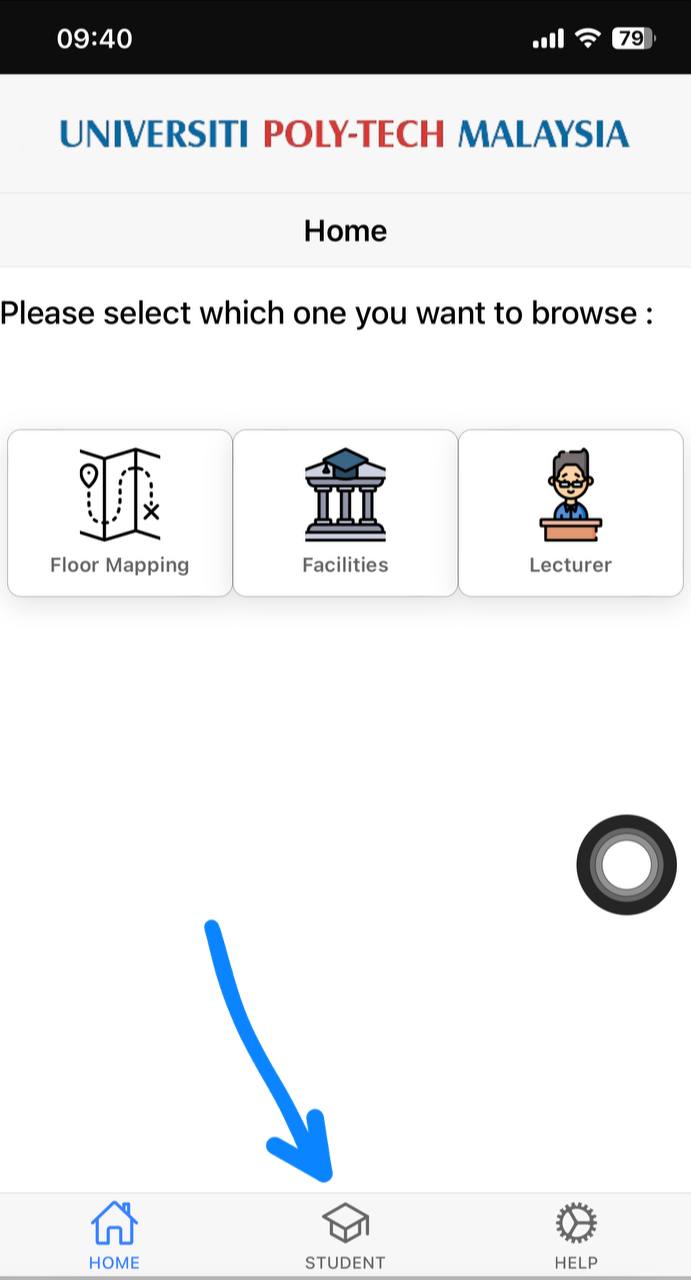 09:40 79
UNIVERSITI POLY-TECH MALAYSIA
Home
Please select which one you want to browse :
Floor Mapping Facilities Lecturer
HOME STUDENT HELP